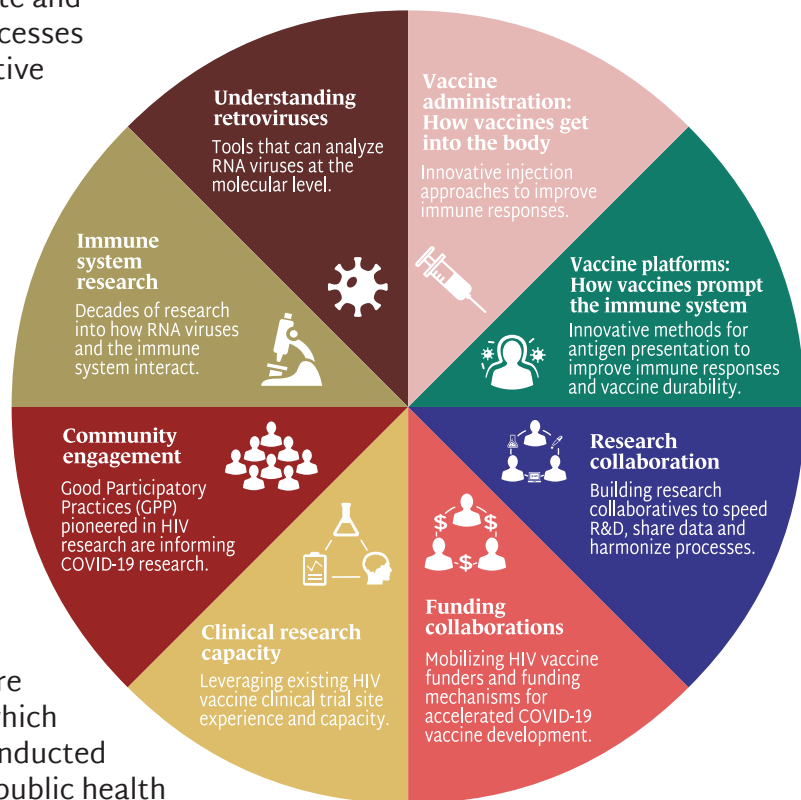 te and
cesses
tive
Understanding
retroviruses
Tools that can analyze
RNA viruses at the
molecular level.
Vaccine
administration:
How vaccines get
into the body
Innovative injection
approaches to improve
immune responses.
Immune
system
research
Decades of research
into how RNA viruses
and the immune
system interact.
Vaccine platforms:
How vaccines prompt
the immune system
Innovative methods for
antigen presentation to
improve immune responses
and vaccine durability.
Community
engagement
Good Participatory
Practices (GPP)
pioneered in HIV
research are informing
COVID-19 research.
Research
collaboration
Building research
collaboratives to speed
R&D, share data and
harmonize processes.
$ $
$
Clinical research
capacity
Leveraging existing HIV
vaccine clinical trial site
experience and capacity.
Funding
collaborations
Mobilizing HIV vaccine
funders and funding
mechanisms for
accelerated COVID-19
vaccine development.
re
which
nducted
public health